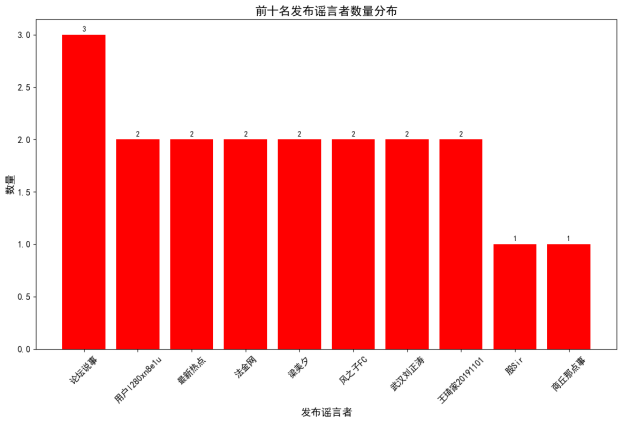 前十名发布谣言者数量分布
数量
3.0
2.5
2.0
1.5
1.0
0.5
0.0
3
2
2
2
2
2
2
2
1
1
论坛说事
用户1280xn8e1u
最新热点
法金网
梁美夕
风之子FC
武汉刘正涛
王琦家20191101
股Sir
商丘那点事
发布谣言者